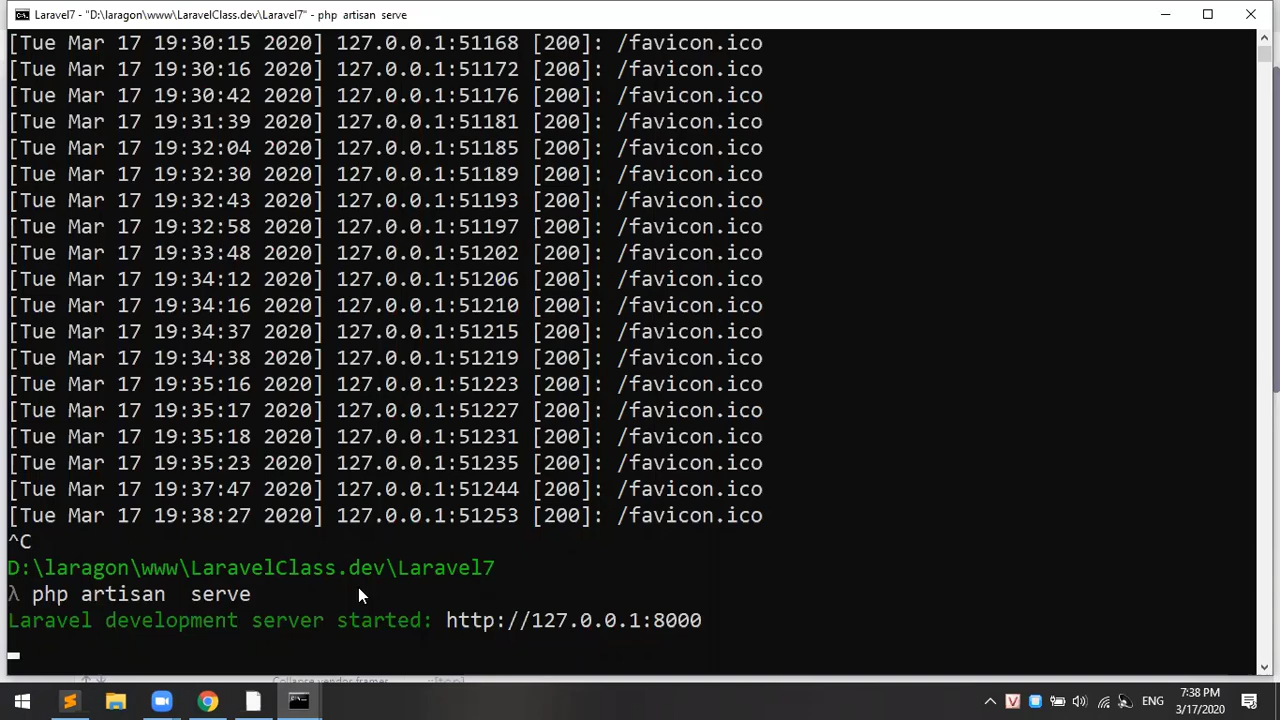 Laravel7 - "D:\laragon\www\LaravelClass.dev\Laravel7" - php  artisan  serve
[Tue Mar 17 19:30:15 2020] 127.0.0.1:51168 [200]: /favicon.ico
[Tue Mar 17 19:30:16 2020] 127.0.0.1:51172 [200]: /favicon.ico
[Tue Mar 17 19:30:42 2020] 127.0.0.1:51176 [200]: /favicon.ico
[Tue Mar 17 19:31:39 2020] 127.0.0.1:51181 [200]: /favicon.ico
[Tue Mar 17 19:32:04 2020] 127.0.0.1:51185 [200]: /favicon.ico
[Tue Mar 17 19:32:30 2020] 127.0.0.1:51189 [200]: /favicon.ico
[Tue Mar 17 19:32:43 2020] 127.0.0.1:51193 [200]: /favicon.ico
[Tue Mar 17 19:32:58 2020] 127.0.0.1:51197 [200]: /favicon.ico
[Tue Mar 17 19:33:48 2020] 127.0.0.1:51202 [200]: /favicon.ico
[Tue Mar 17 19:34:12 2020] 127.0.0.1:51206 [200]: /favicon.ico
[Tue Mar 17 19:34:16 2020] 127.0.0.1:51210 [200]: /favicon.ico
[Tue Mar 17 19:34:37 2020] 127.0.0.1:51215 [200]: /favicon.ico
[Tue Mar 17 19:34:38 2020] 127.0.0.1:51219 [200]: /favicon.ico
[Tue Mar 17 19:35:16 2020] 127.0.0.1:51223 [200]: /favicon.ico
[Tue Mar 17 19:35:17 2020] 127.0.0.1:51227 [200]: /favicon.ico
[Tue Mar 17 19:35:18 2020] 127.0.0.1:51231 [200]: /favicon.ico
[Tue Mar 17 19:35:23 2020] 127.0.0.1:51235 [200]: /favicon.ico
[Tue Mar 17 19:37:47 2020] 127.0.0.1:51244 [200]: /favicon.ico
[Tue Mar 17 19:38:27 2020] 127.0.0.1:51253 [200]: /favicon.ico
^C
D:\laragon\www\LaravelClass.dev\Laravel7
λ php artisan  serve
Laravel development server started: http://127.0.0.1:8000
Collapse vendor frames
ENG
7:38 PM
3/17/2020